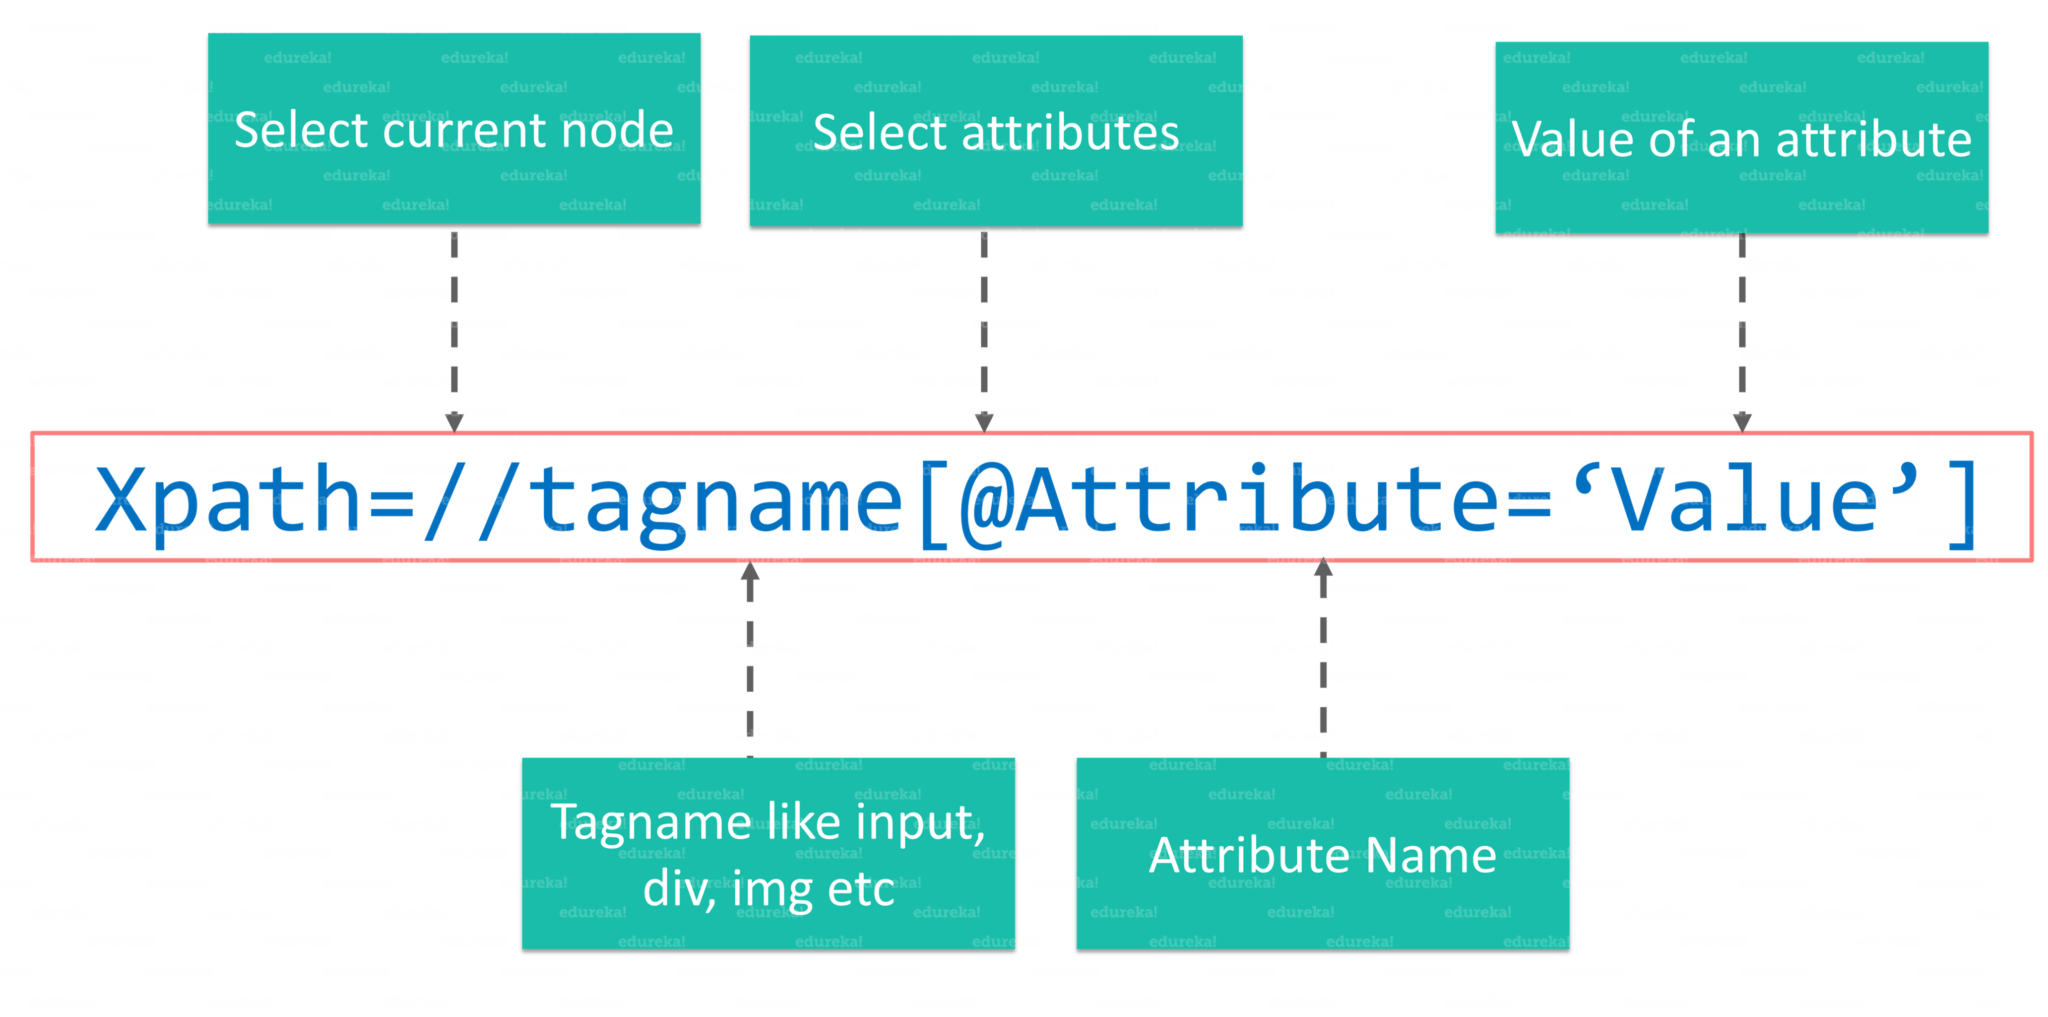 Select current node
Select attributes
Value of an attribute
Xpath=//tagname[@Attribute=‘Value’]
Tagname like input,
div, img etc
Attribute Name
edureka!